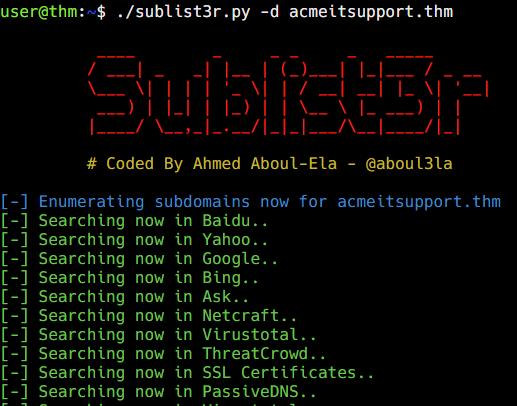 user@thm:~$ ./sublist3r.py -d acmeitsupport.thm
Sublist3r
# Coded By Ahmed Aboul-Ela - @aboul3la
[-] Enumerating subdomains now for acmeitsupport.thm
[-] Searching now in Baidu..
[-] Searching now in Yahoo..
[-] Searching now in Google..
[-] Searching now in Bing..
[-] Searching now in Ask..
[-] Searching now in Netcraft..
[-] Searching now in Virustotal..
[-] Searching now in ThreatCrowd..
[-] Searching now in SSL Certificates..
[-] Searching now in PassiveDNS..
[-] Searching now in